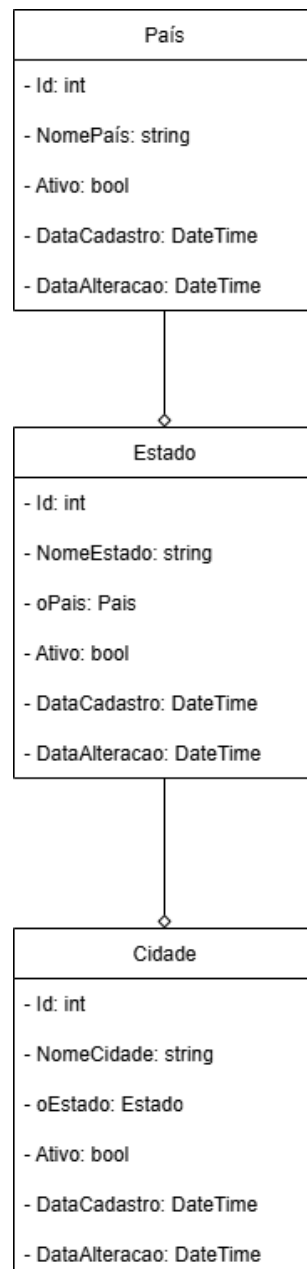 País
- Id: int
- NomePaís: string
- Ativo: bool
- DataCadastro: DateTime
- DataAlteracao: DateTime
Estado
- Id: int
- NomeEstado: string
- oPais: Pais
- Ativo: bool
- DataCadastro: DateTime
- DataAlteracao: DateTime
Cidade
- Id: int
- NomeCidade: string
- oEstado: Estado
- Ativo: bool
- DataCadastro: DateTime
- DataAlteracao: DateTime